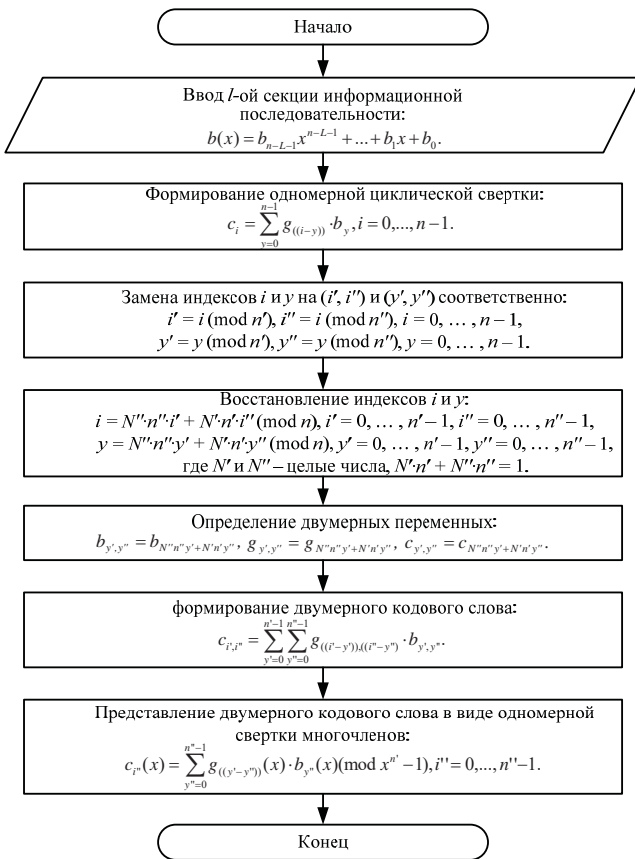 Начало
Ввод l-ой секции информационной
последовательности:
b(x) = b_{n-L-1}x^{n-L-1} + ... + b_1x + b_0.
Формирование одномерной циклической свертки:
c_i = \sum_{y=0}^{n-1} g_{((i-y))} · b_y, i = 0,..., n - 1.
Замена индексов i и y на (i′, i″) и (y′, y″) соответственно:
i′ = i (mod n′), i″ = i (mod n″), i = 0, … , n – 1,
y′ = y (mod n′), y″ = y (mod n″), y = 0, … , n – 1.
Восстановление индексов i и y:
i = N″·n″·i′ + N′·n′·i″ (mod n), i′ = 0, … , n′ – 1, i″ = 0, … , n″ – 1,
y = N″·n″·y′ + N′·n′·y″ (mod n), y′ = 0, … , n′ – 1, y″ = 0, … , n″ – 1,
где N′ и N″ – целые числа, N′·n′ + N″·n″ = 1.
Определение двумерных переменных:
b_{y',y''} = b_{N''n''y'+N'n'y''}, g_{y',y''} = g_{N''n''y'+N'n'y''}, c_{y',y''} = c_{N''n''y'+N'n'y''}.
формирование двумерного кодового слова:
c_{i',i''} = \sum_{y'=0}^{n'-1} \sum_{y''=0}^{n''-1} g_{((i'-y')),((i''-y'')} · b_{y',y''}.
Представление двумерного кодового слова в виде одномерной
свертки многочленов:
c_{i''}(x) = \sum_{y''=0}^{n''-1} g_{((y'-y''))}(x) · b_{y''}(x)(mod x^{n'} - 1), i'' = 0,..., n'' - 1.
Конец